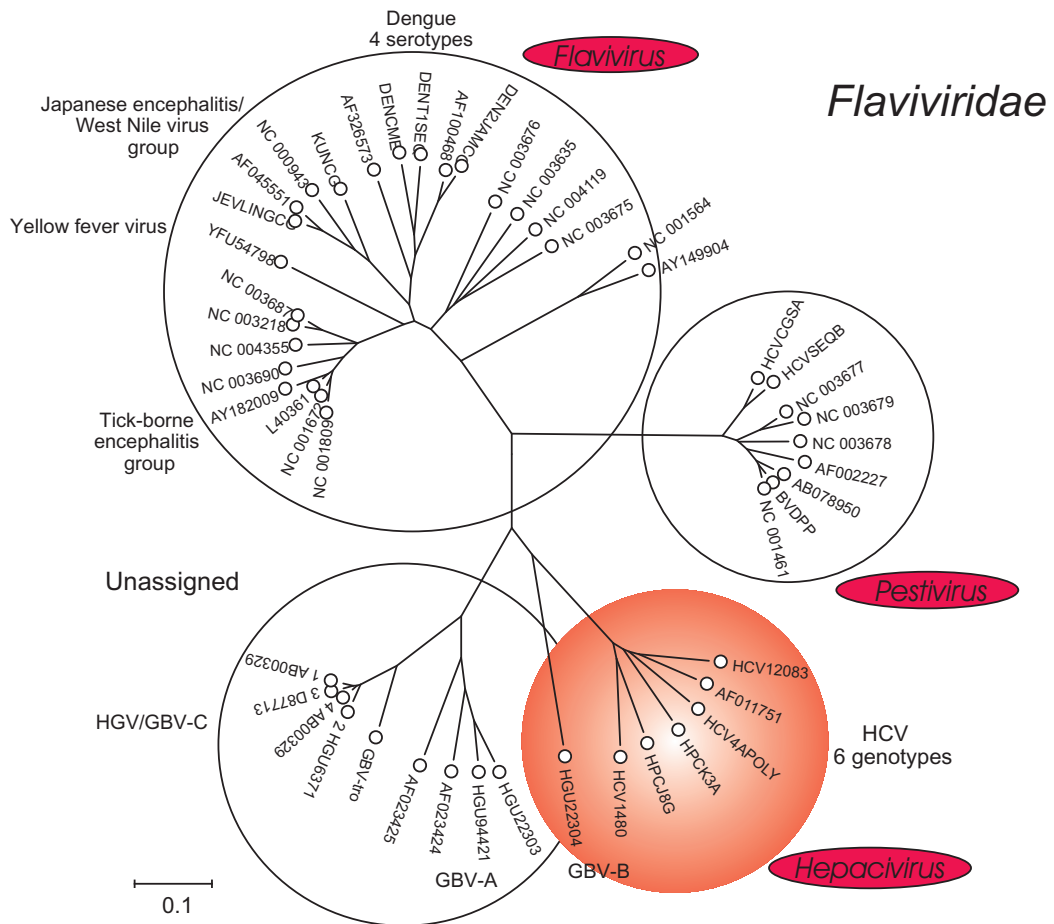 Dengue
4 serotypes
Flavivirus
Flaviviridae
Japanese encephalitis/
West Nile virus
group
Yellow fever virus
Tick-borne
encephalitis
group
NC 001809
NC 001672
L40361
AY182009
NC 003690
NC 004355
NC 003218
NC 003687
YFU54798
JEVLINGCG
AF045551
NC 000943
KUNCG
AF326573
DENCME
DENT1SEQ
AF100468
DEN2JAMCG
NC 003676
NC 003635
NC 004119
NC 003675
NC 001564
AY149904
HCVCGSA
HCVSEQB
NC 003677
NC 003679
NC 003678
AF002227
AB078950
BVDPP
NC 001461
Pestivirus
Unassigned
HGV/GBV-C
1 AB00329
3 D87713
4 AB00329
2 HGU6371
GBV-tro
AF023425
AF023424
HGU94421
HGU22303
GBV-A
HGU22304
GBV-B
HCV1480
HPCJ8G
HPCK3A
HCV4APOLY
AF011751
HCV12083
HCV
6 genotypes
Hepacivirus
0.1